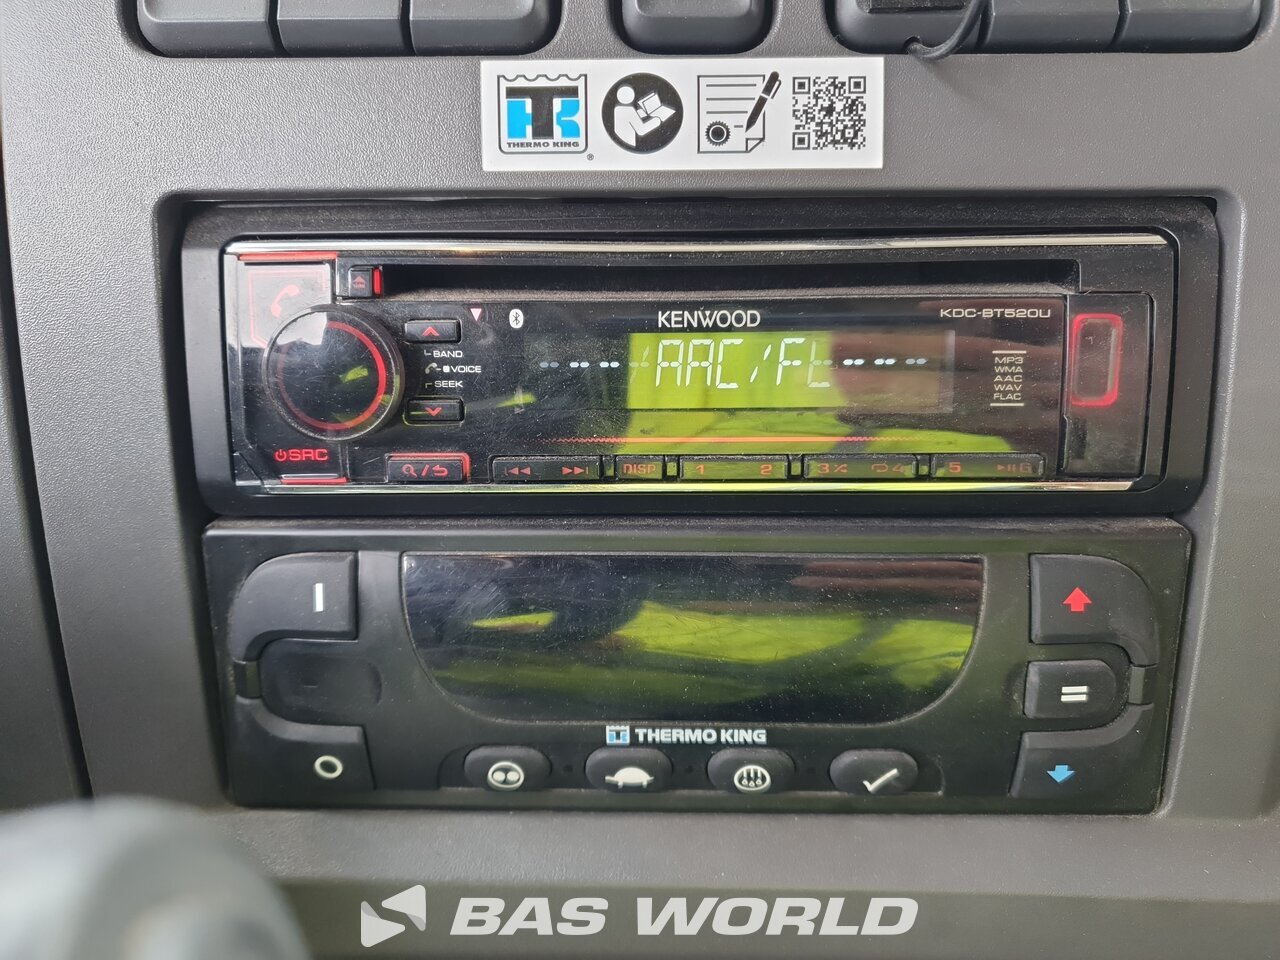 THERMO KING
®
KENWOOD
KDC-BT520U
BAND
VOICE
SEEK
/AAC/FL
MP3
WMA
AAC
WAV
FLAC
SRC
DISP 1 2 3 4 5 6
THERMO KING
BAS WORLD